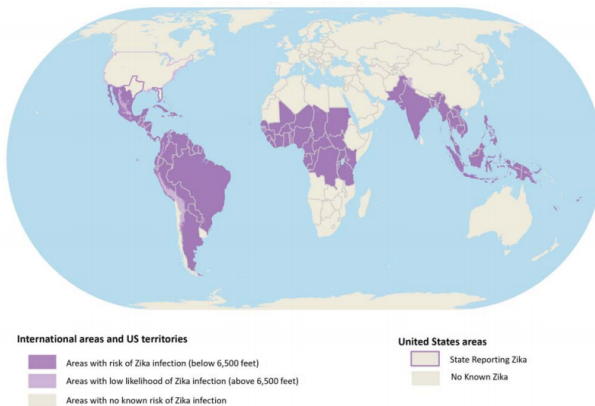 International areas and US territories
Areas with risk of Zika infection (below 6,500 feet)
Areas with low likelihood of Zika infection (above 6,500 feet)
Areas with no known risk of Zika infection
United States areas
State Reporting Zika
No Known Zika